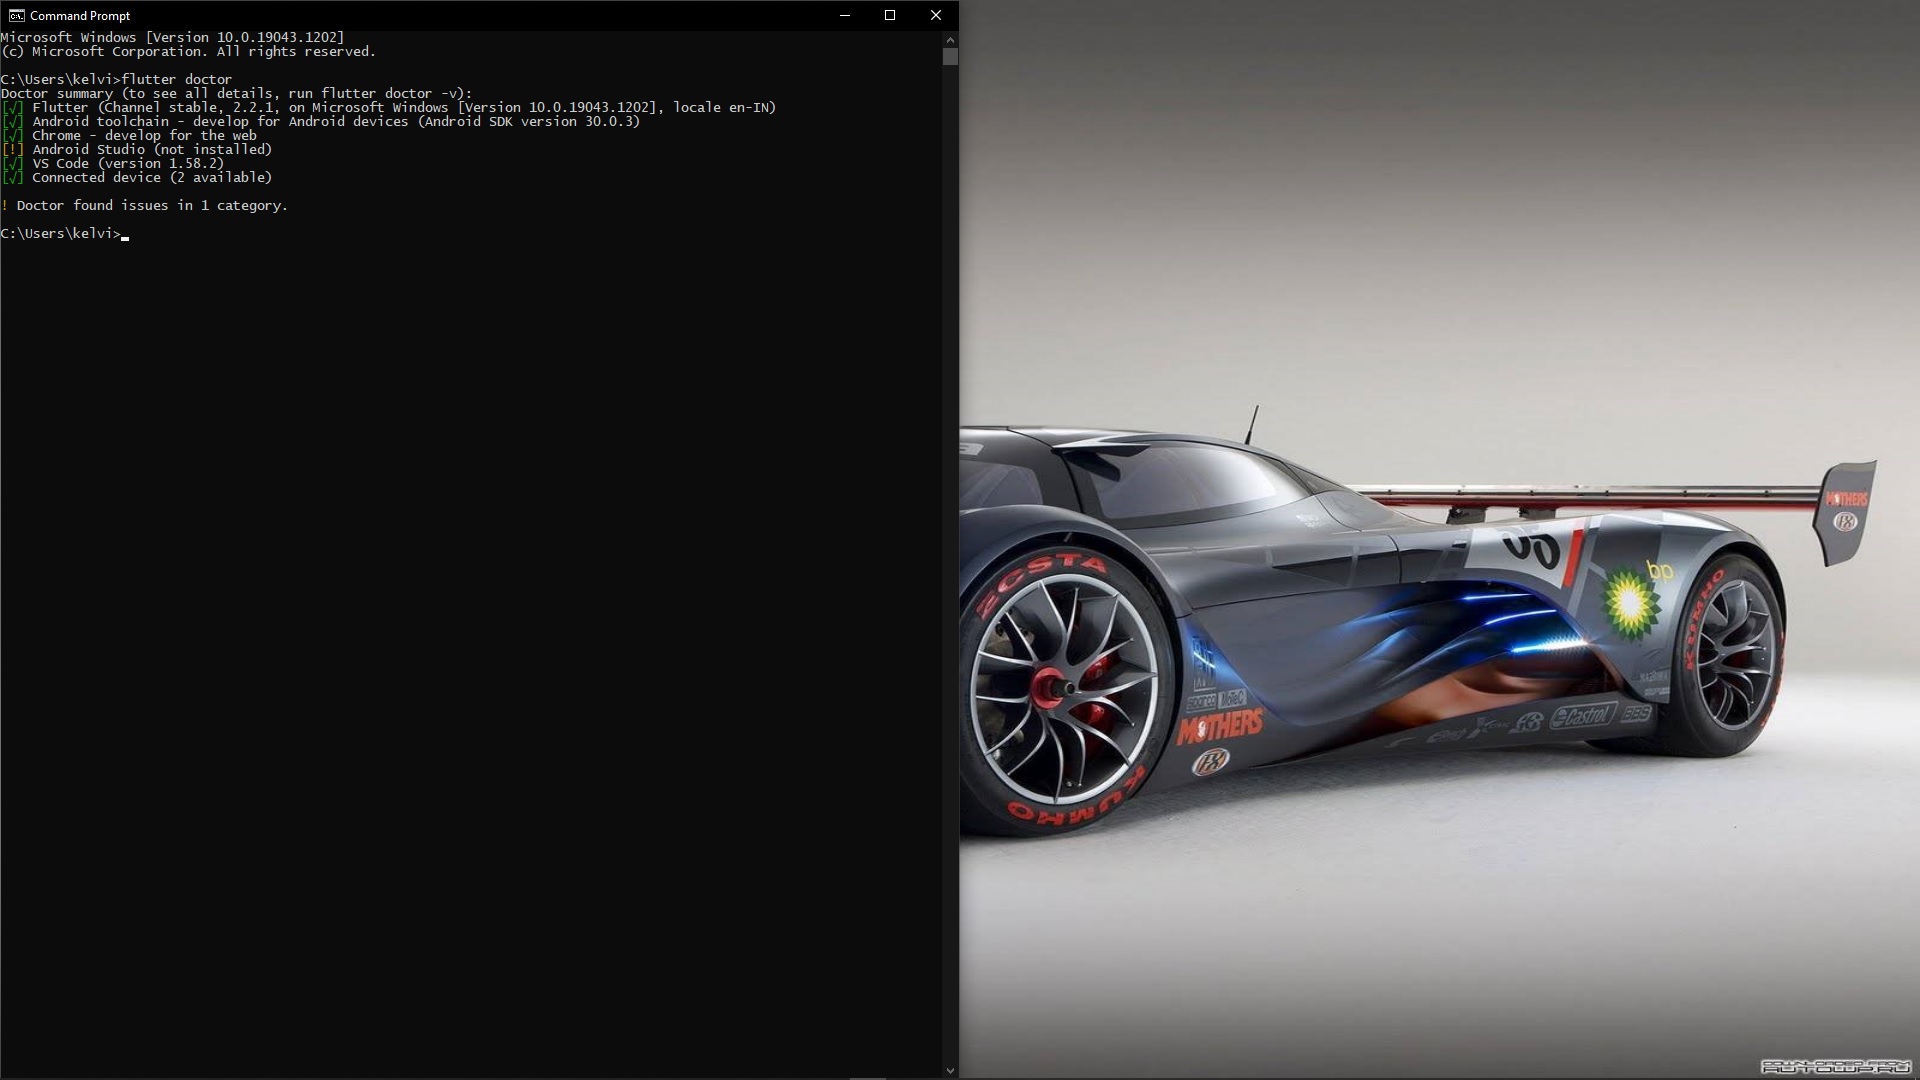 Command Prompt
Microsoft Windows [Version 10.0.19043.1202]
(c) Microsoft Corporation. All rights reserved.
C:\Users\kelvi>flutter doctor
Doctor summary (to see all details, run flutter doctor -v):
[√] Flutter (Channel stable, 2.2.1, on Microsoft Windows [Version 10.0.19043.1202], locale en-IN)
[√] Android toolchain - develop for Android devices (Android SDK version 30.0.3)
[√] Chrome - develop for the web
[!] Android Studio (not installed)
[√] VS Code (version 1.58.2)
[√] Connected device (2 available)
! Doctor found issues in 1 category.
C:\Users\kelvi>
MOTHERS
bp
ECSTA
KUMHO
KUMHO
MoTeC
MOTHERS
Castrol
BBS